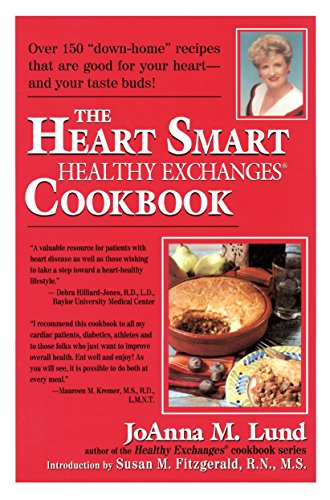 Over 150 "down-home" recipes
that are good for your heart—
and your taste buds!
THE
HEART SMART
HEALTHY EXCHANGES®
COOKBOOK
"A valuable resource for patients with
heart disease as well as those wishing
to take a step toward a heart-healthy
lifestyle."
— Debra Hilliard-Jones, R.D., L.D.,
Baylor University Medical Center
"I recommend this cookbook to all my
cardiac patients, diabetics, athletes and
to those folks who just want to improve
overall health. Eat well and enjoy! As
you will see, it is possible to do both at
every meal."
—Maureen M. Kremer, M.S., R.D.,
L.M.N.T.
JoAnna M. Lund
author of the Healthy Exchanges® cookbook series
Introduction by Susan M. Fitzgerald, R.N., M.S.